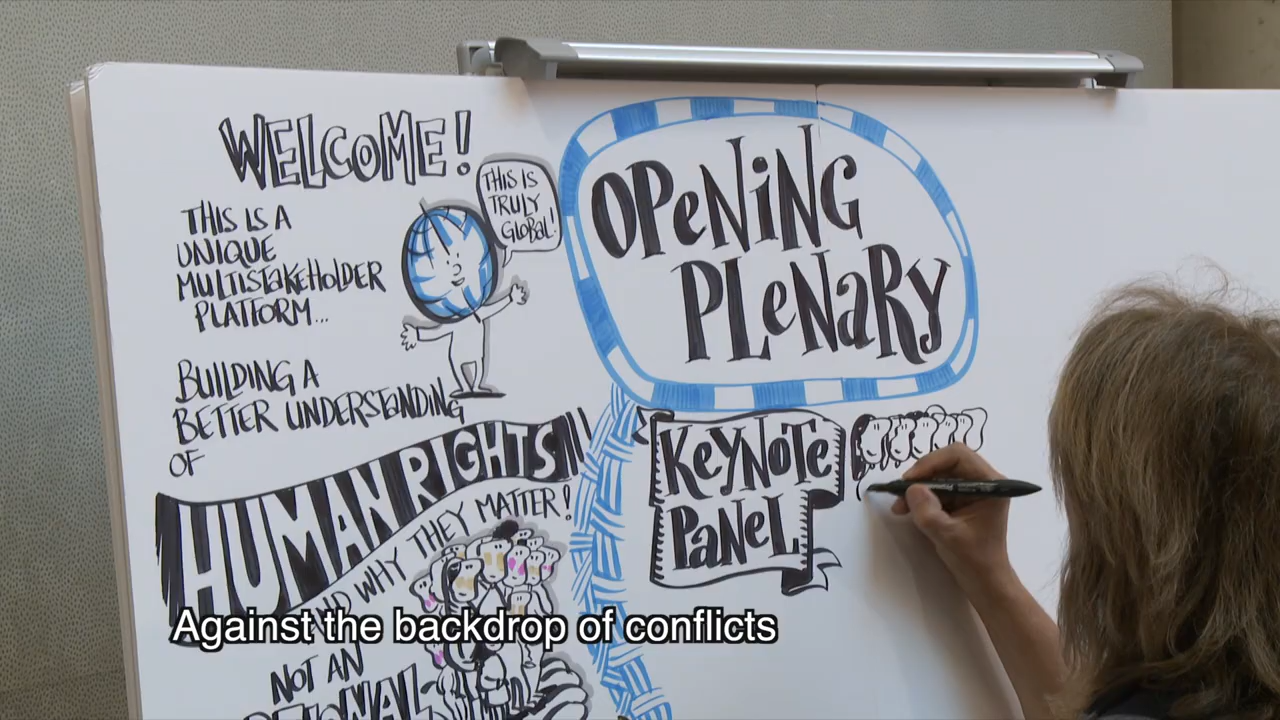 WELCOME!
THIS IS A
UNIQUE
MULTISTAKEHOLDER
PLATFORM...
THIS IS
TRULY
GLOBAL!
BUILDING A
BETTER UNDERSTANDING
OF
HUMAN RIGHTS
AND WHY THEY MATTER!
NOT AN
OPENING
PLENARY
KEYNOTE
PANEL
Against the backdrop of conflicts